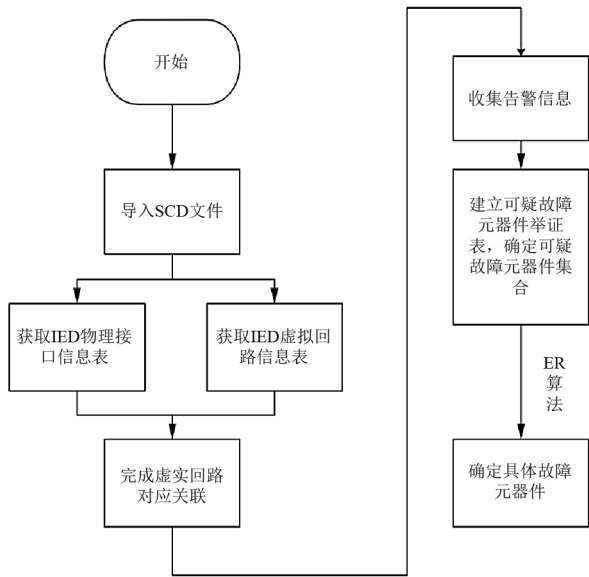 开始
导入SCD文件
获取IED物理接
口信息表
获取IED虚拟回
路信息表
完成虚实回路
对应关联
收集告警信息
建立可疑故障
元器件举证
表，确定可疑
故障元器件集
合
ER
算
法
确定具体故障
元器件